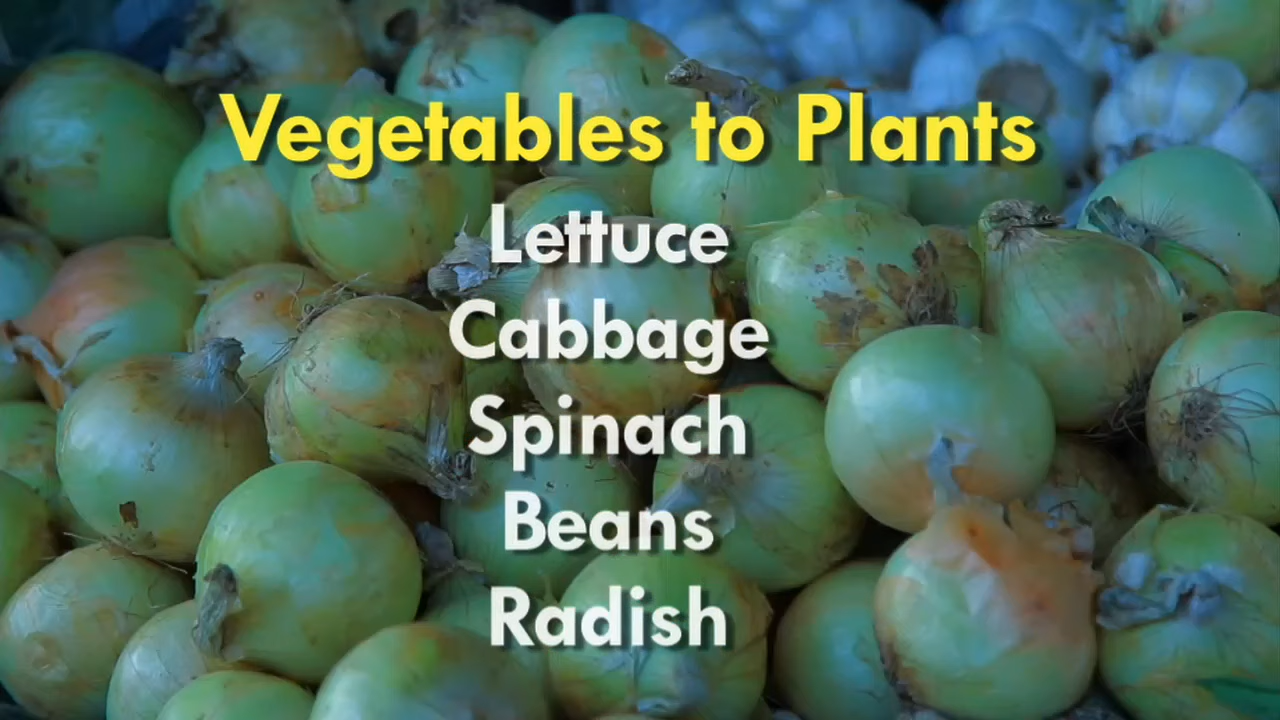 Vegetables to Plants
Lettuce
Cabbage
Spinach
Beans
Radish